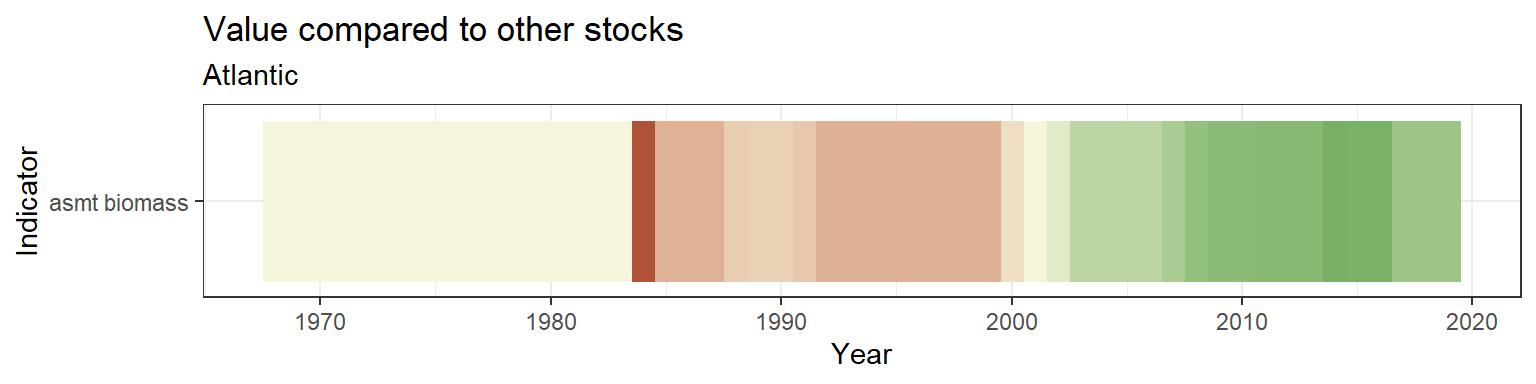 Value compared to other stocks
Atlantic
Indicator
asmt biomass
1970 1980 1990 2000 2010 2020
Year